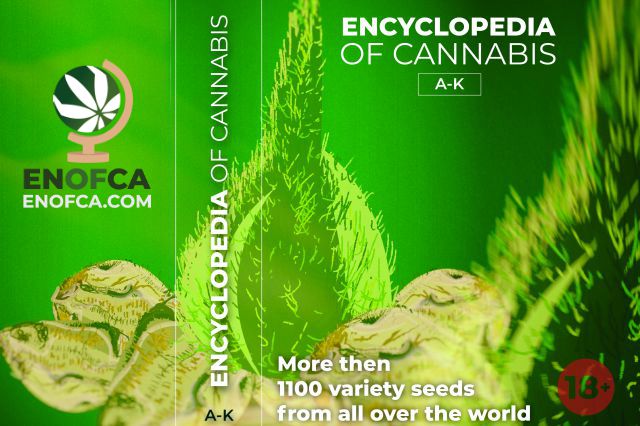 ENOFCA
ENOFCA.COM
ENCYCLOPEDIA OF CANNABIS
A-K
ENCYCLOPEDIA
OF CANNABIS
A-K
More then
1100 variety seeds
from all over the world
18+